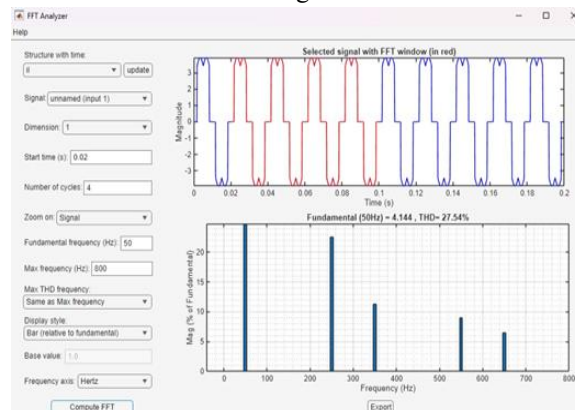 FFT Analyzer
Help
Structure with time:
update
Signal: unnamed (input 1)
Dimension: 1
Start time (s): 0.02
Number of cycles: 4
Zoom on: Signal
Fundamental frequency (Hz): 50
Max frequency (Hz): 800
Max THD frequency:
Same as Max frequency
Display style:
Bar (relative to fundamental)
Base value: 1.0
Frequency axis: Hertz
Compute FFT
Selected signal with FFT window (in red)
Magnitude
3
2
1
0
-1
-2
-3
0 0.02 0.04 0.06 0.08 0.1 0.12 0.14 0.16 0.18 0.2
Time (s)
Fundamental (50Hz) = 4.144 , THD= 27.54%
Mag (% of Fundamental)
20
15
10
5
0
0 100 200 300 400 500 600 700 800
Frequency (Hz)
Export